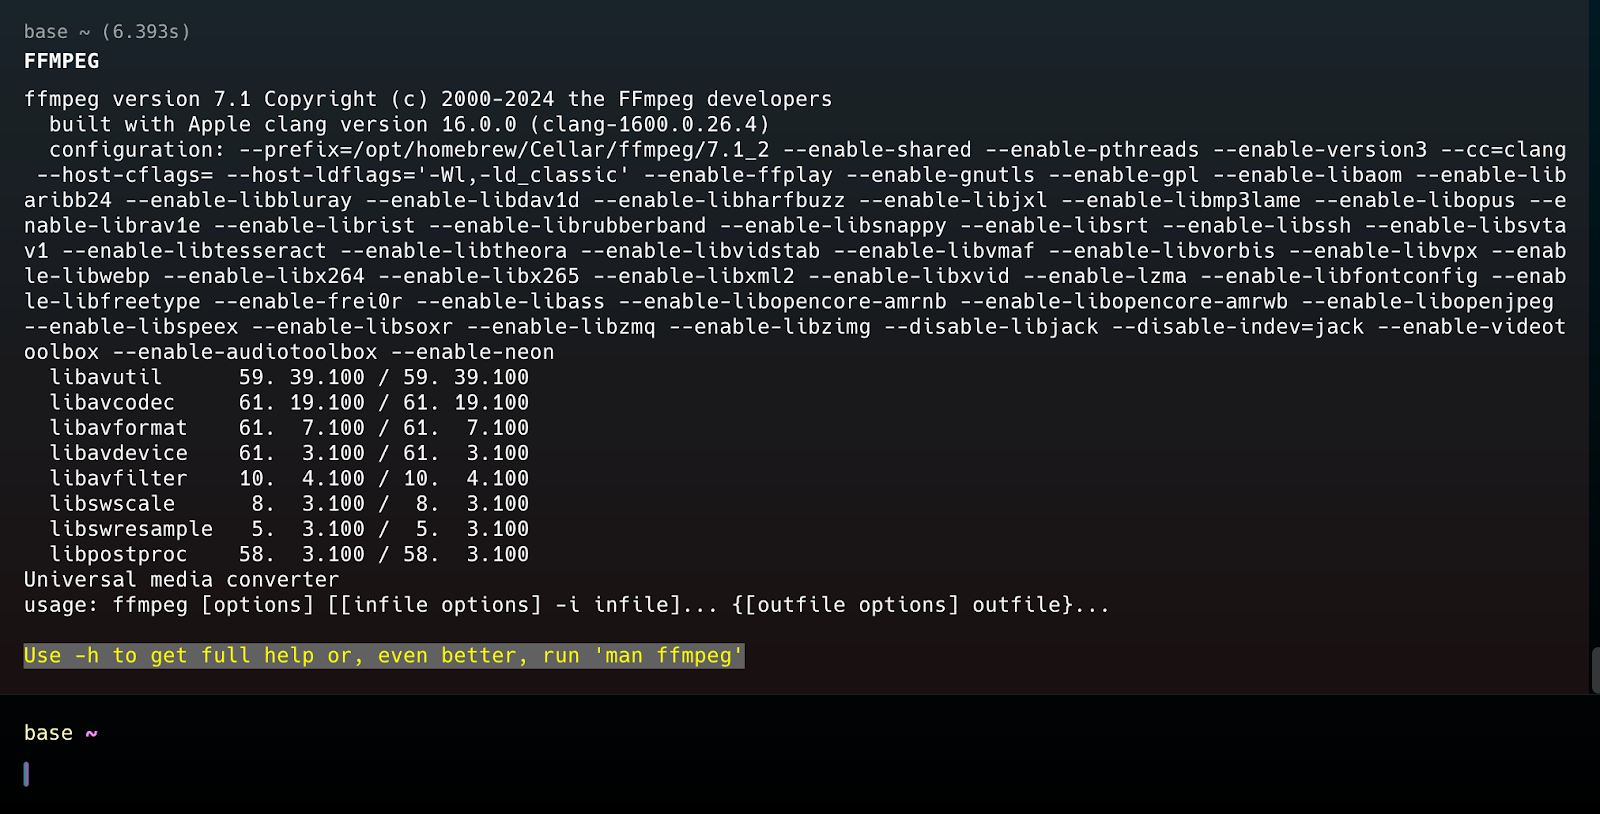 base ~ (6.393s)
FFMPEG
ffmpeg version 7.1 Copyright (c) 2000-2024 the FFmpeg developers
  built with Apple clang version 16.0.0 (clang-1600.0.26.4)
  configuration: --prefix=/opt/homebrew/Cellar/ffmpeg/7.1_2 --enable-shared --enable-pthreads --enable-version3 --cc=clang
 --host-cflags= --host-ldflags='-Wl,-ld_classic' --enable-ffplay --enable-gnutls --enable-gpl --enable-libaom --enable-lib
aribb24 --enable-libbluray --enable-libdav1d --enable-libharfbuzz --enable-libjxl --enable-libmp3lame --enable-libopus --e
nable-librav1e --enable-librist --enable-librubberband --enable-libsnappy --enable-libsrt --enable-libssh --enable-libsvta
v1 --enable-libtesseract --enable-libtheora --enable-libvidstab --enable-libvmaf --enable-libvorbis --enable-libvpx --enab
le-libwebp --enable-libx264 --enable-libx265 --enable-libxml2 --enable-libxvid --enable-lzma --enable-libfontconfig --enab
le-libfreetype --enable-frei0r --enable-libass --enable-libopencore-amrnb --enable-libopencore-amrwb --enable-libopenjpeg
--enable-libspeex --enable-libsoxr --enable-libzmq --enable-libzimg --disable-libjack --disable-indev=jack --enable-videot
oolbox --enable-audiotoolbox --enable-neon
  libavutil      59. 39.100 / 59. 39.100
  libavcodec     61. 19.100 / 61. 19.100
  libavformat    61.  7.100 / 61.  7.100
  libavdevice    61.  3.100 / 61.  3.100
  libavfilter    10.  4.100 / 10.  4.100
  libswscale      8.  3.100 /  8.  3.100
  libswresample   5.  3.100 /  5.  3.100
  libpostproc    58.  3.100 / 58.  3.100
Universal media converter
usage: ffmpeg [options] [[infile options] -i infile]... {[outfile options] outfile}...
Use -h to get full help or, even better, run 'man ffmpeg'
base ~